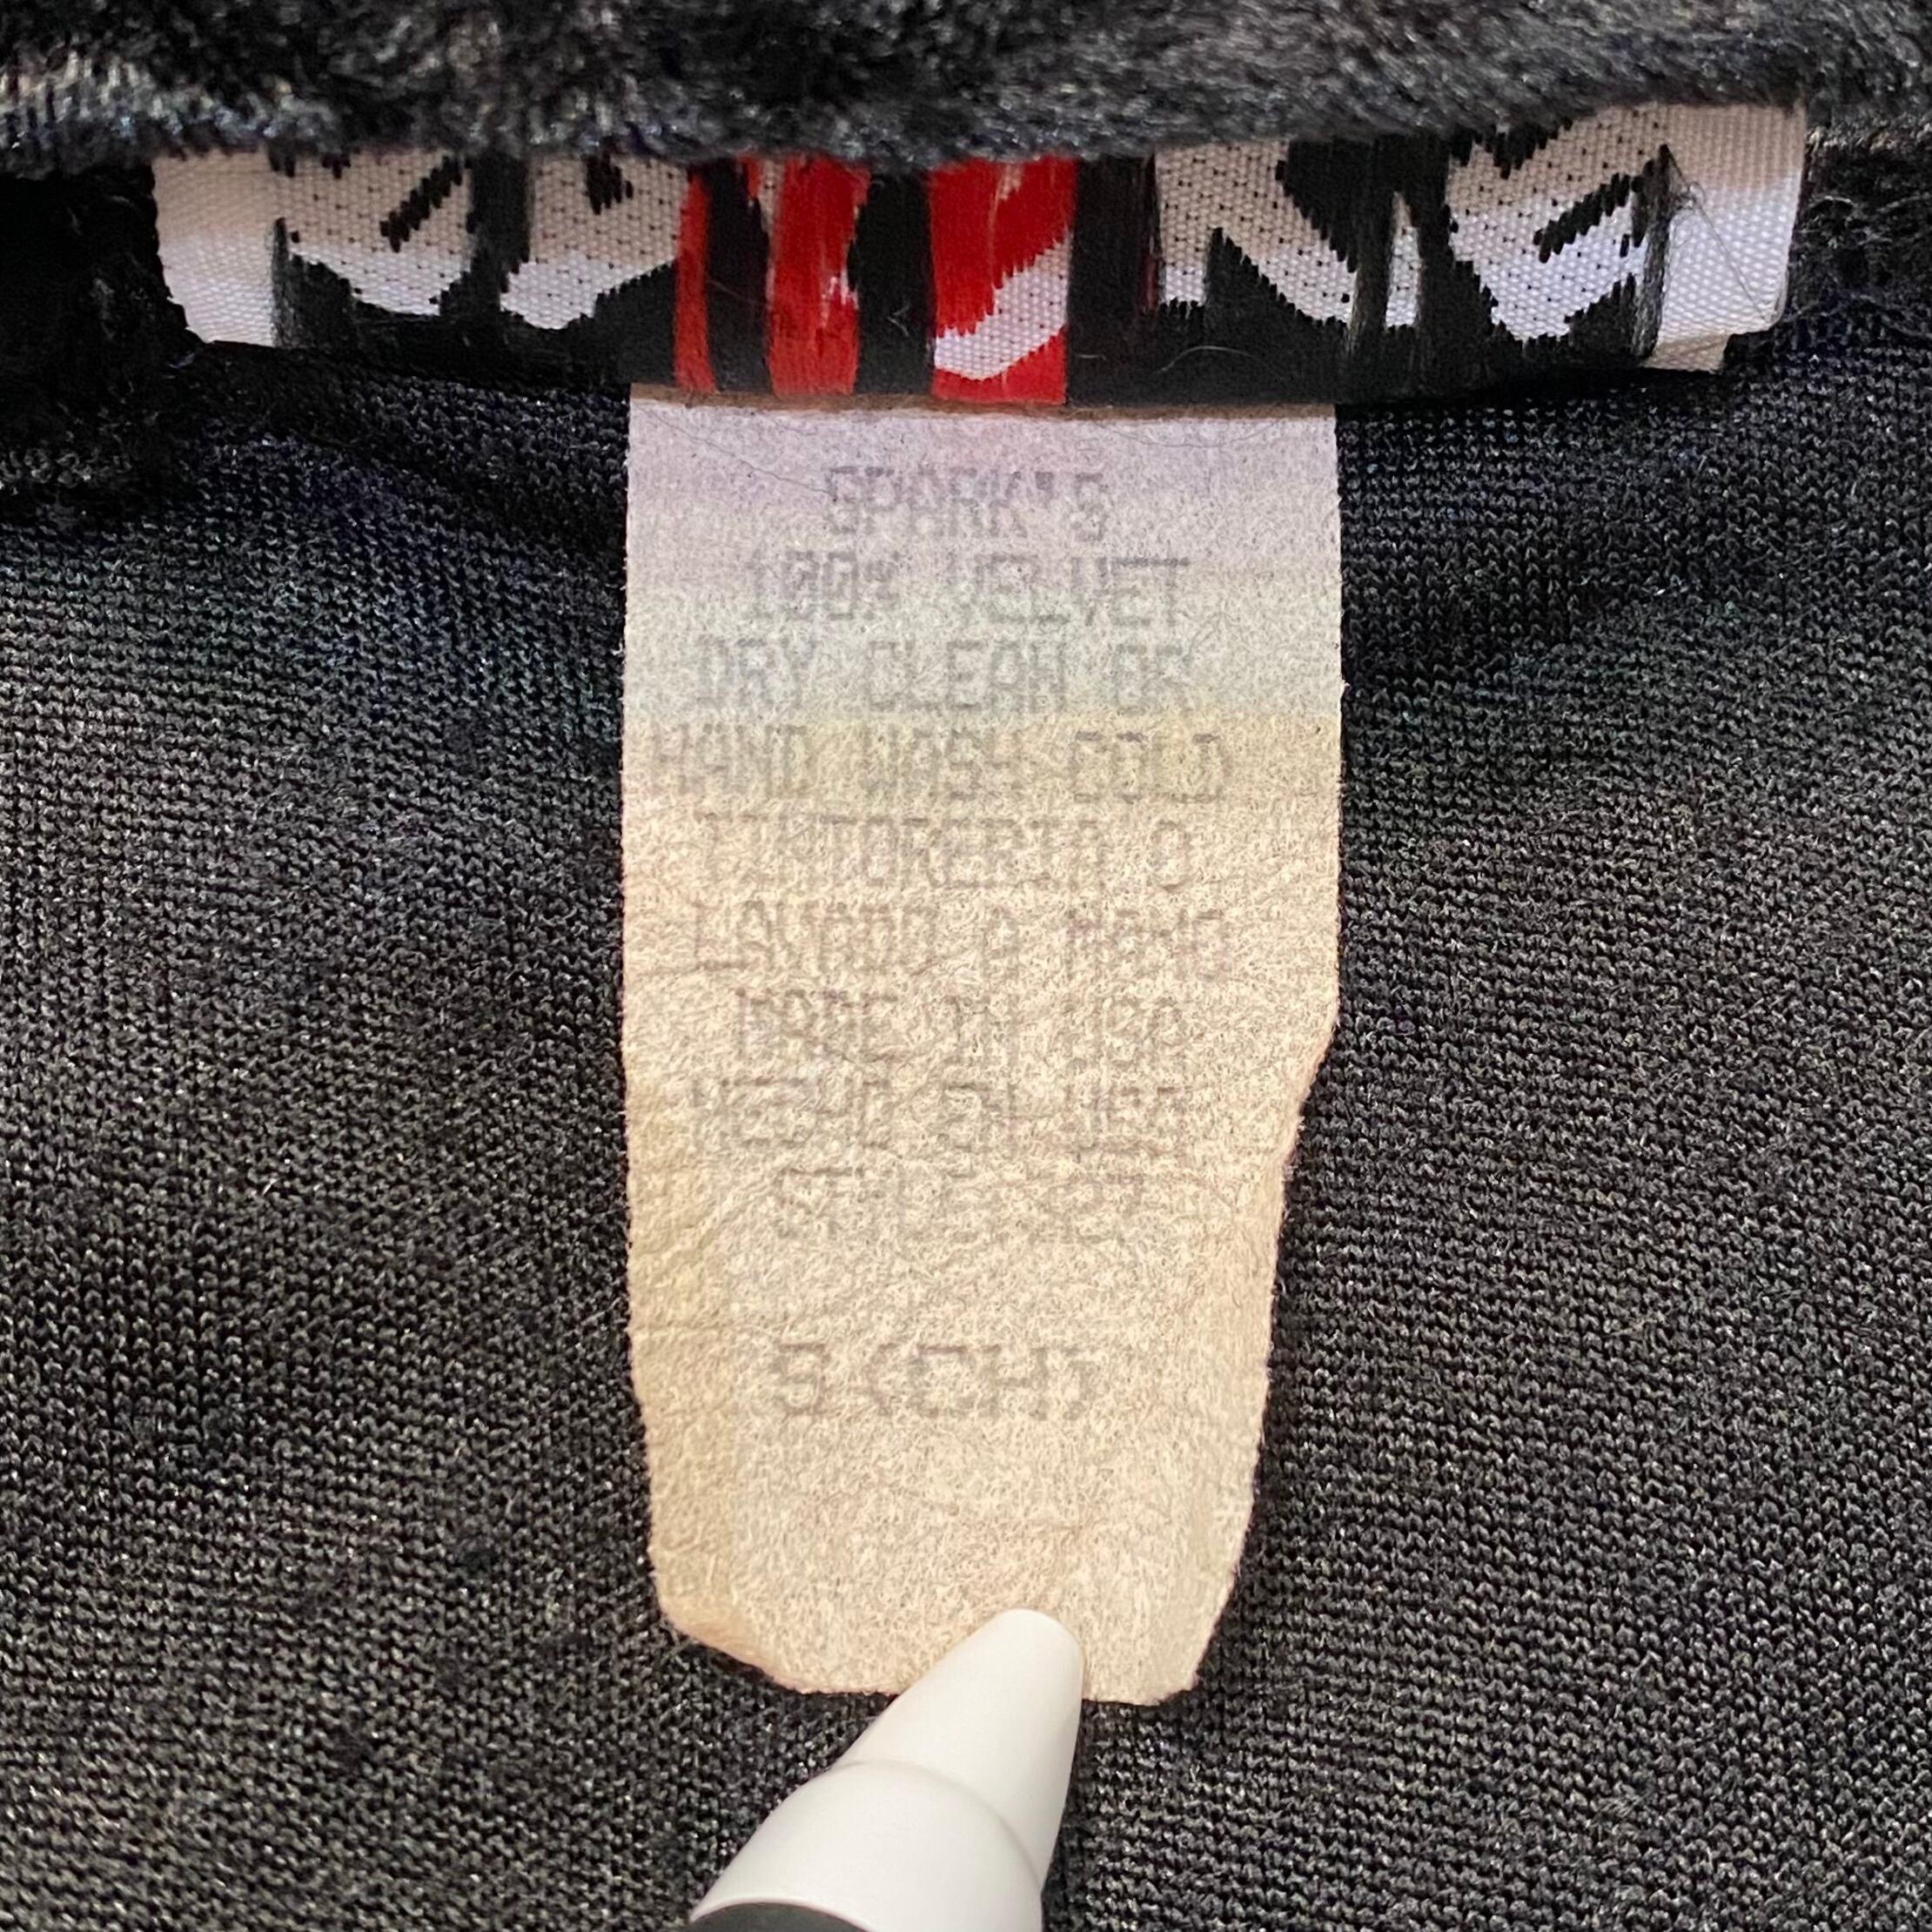 SPARK'S
100% VELVET
DRY CLEAN OR
HAND WASH COLD
TINTORERIA O
LAVADO A MANO
MADE IN USA
HECHO EN USA
S(CH)